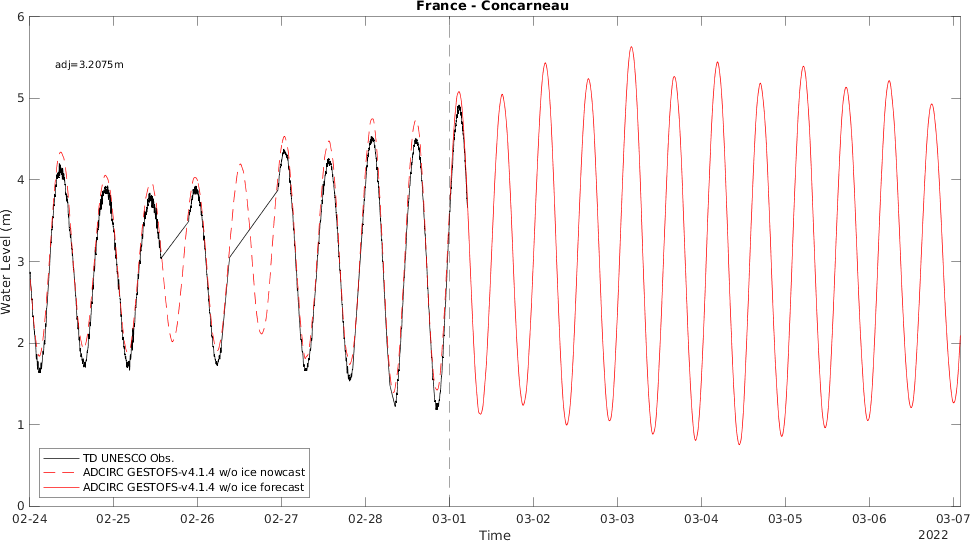 France - Concarneau
adj=3.2075m
6
5
4
3
2
1
0
Water Level (m)
TD UNESCO Obs.
ADCIRC GESTOFS-v4.1.4 w/o ice nowcast
ADCIRC GESTOFS-v4.1.4 w/o ice forecast
02-24 02-25 02-26 02-27 02-28 03-01 03-02 03-03 03-04 03-05 03-06 03-07
Time
2022